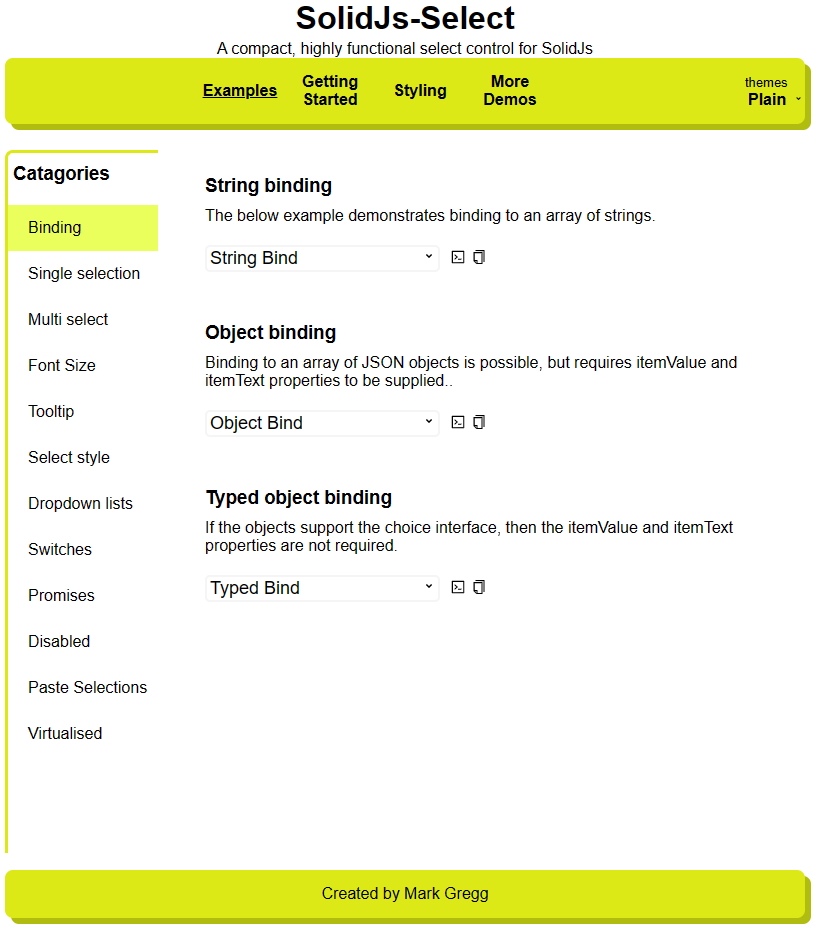 SolidJs-Select
A compact, highly functional select control for SolidJs
Examples
Getting
Started
Styling
More
Demos
themes
Plain
Catagories
Binding
Single selection
Multi select
Font Size
Tooltip
Select style
Dropdown lists
Switches
Promises
Disabled
Paste Selections
Virtualised
String binding
The below example demonstrates binding to an array of strings.
String Bind
Object binding
Binding to an array of JSON objects is possible, but requires itemValue and
itemText properties to be supplied..
Object Bind
Typed object binding
If the objects support the choice interface, then the itemValue and itemText
properties are not required.
Typed Bind
Created by Mark Gregg